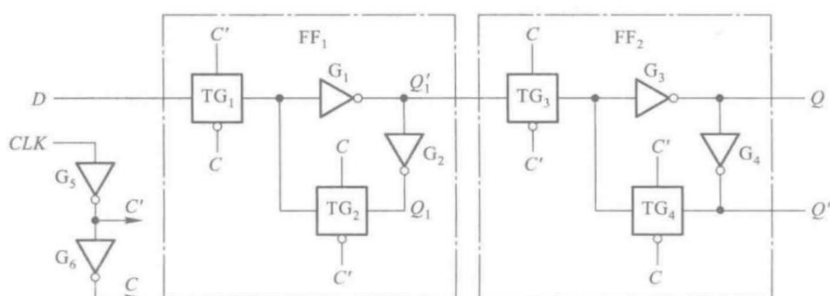 C′ FF₁ C FF₂
G₁ G₃
D TG₁ Q₁′ TG₃ Q
CLK C C C′ C′
G₅ G₂ G₄
C′ TG₂ Q₁ TG₄ Q′
G₆
C C′ C